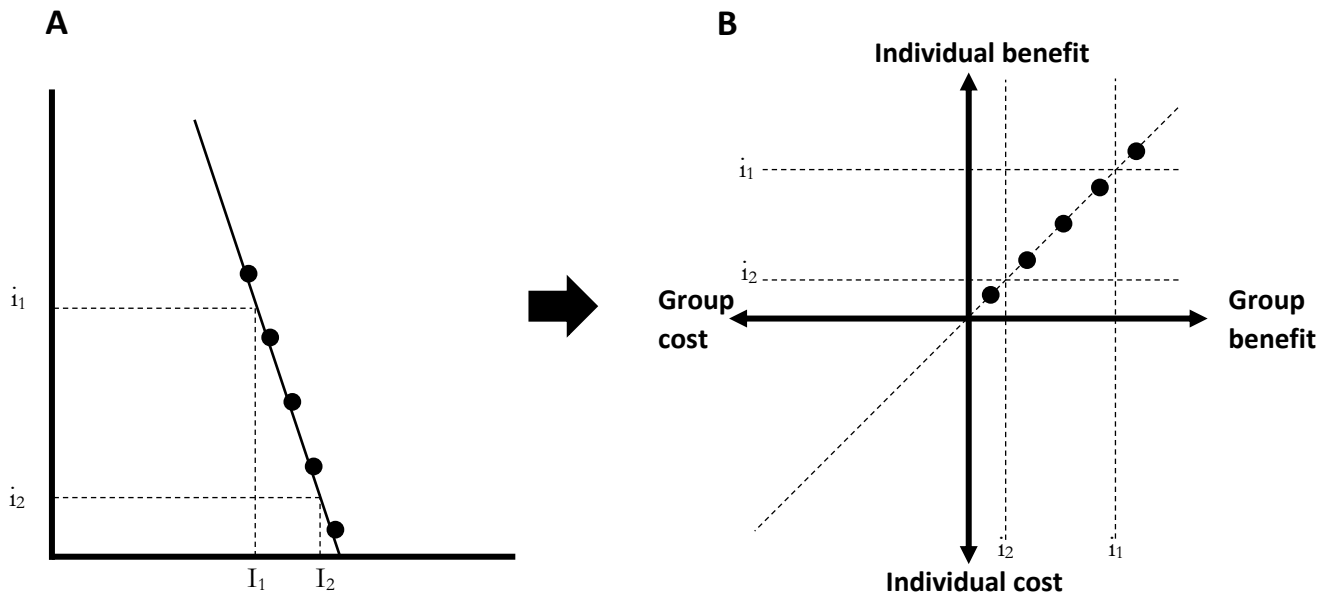 A
i₁
i₂
I₁ I₂
B
Individual benefit
i₁
i₂
Group
cost
Group
benefit
i₂ i₁
Individual cost